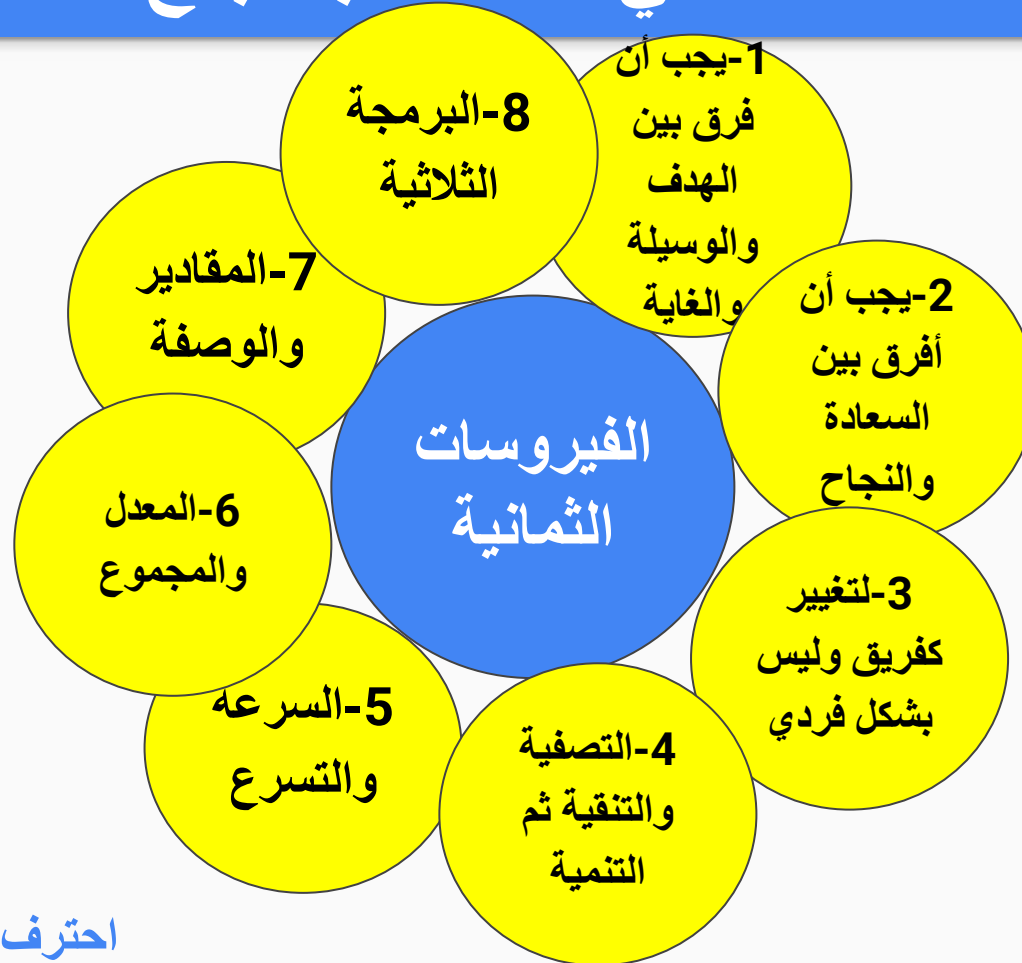 1-يجب أن
فرق بين
الهدف
والوسيلة
والغاية
2-يجب أن
أفرق بين
السعادة
والنجاح
3-لتغيير
كفريق وليس
بشكل فردي
4-التصفية
والتنقية ثم
التنمية
5-السرعه
والتسرع
6-المعدل
والمجموع
7-المقادير
والوصفة
8-البرمجة
الثلاثية
الفيروسات
الثمانية
احترف